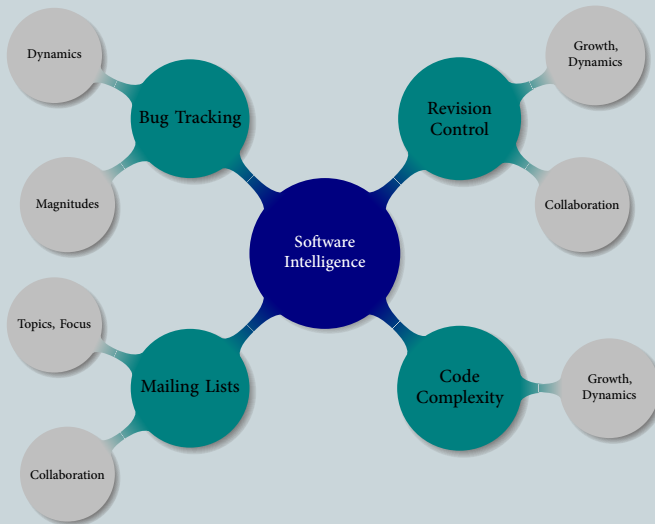 Dynamics
Bug Tracking
Magnitudes
Growth,
Dynamics
Revision
Control
Collaboration
Software
Intelligence
Topics, Focus
Mailing Lists
Collaboration
Code
Complexity
Growth,
Dynamics